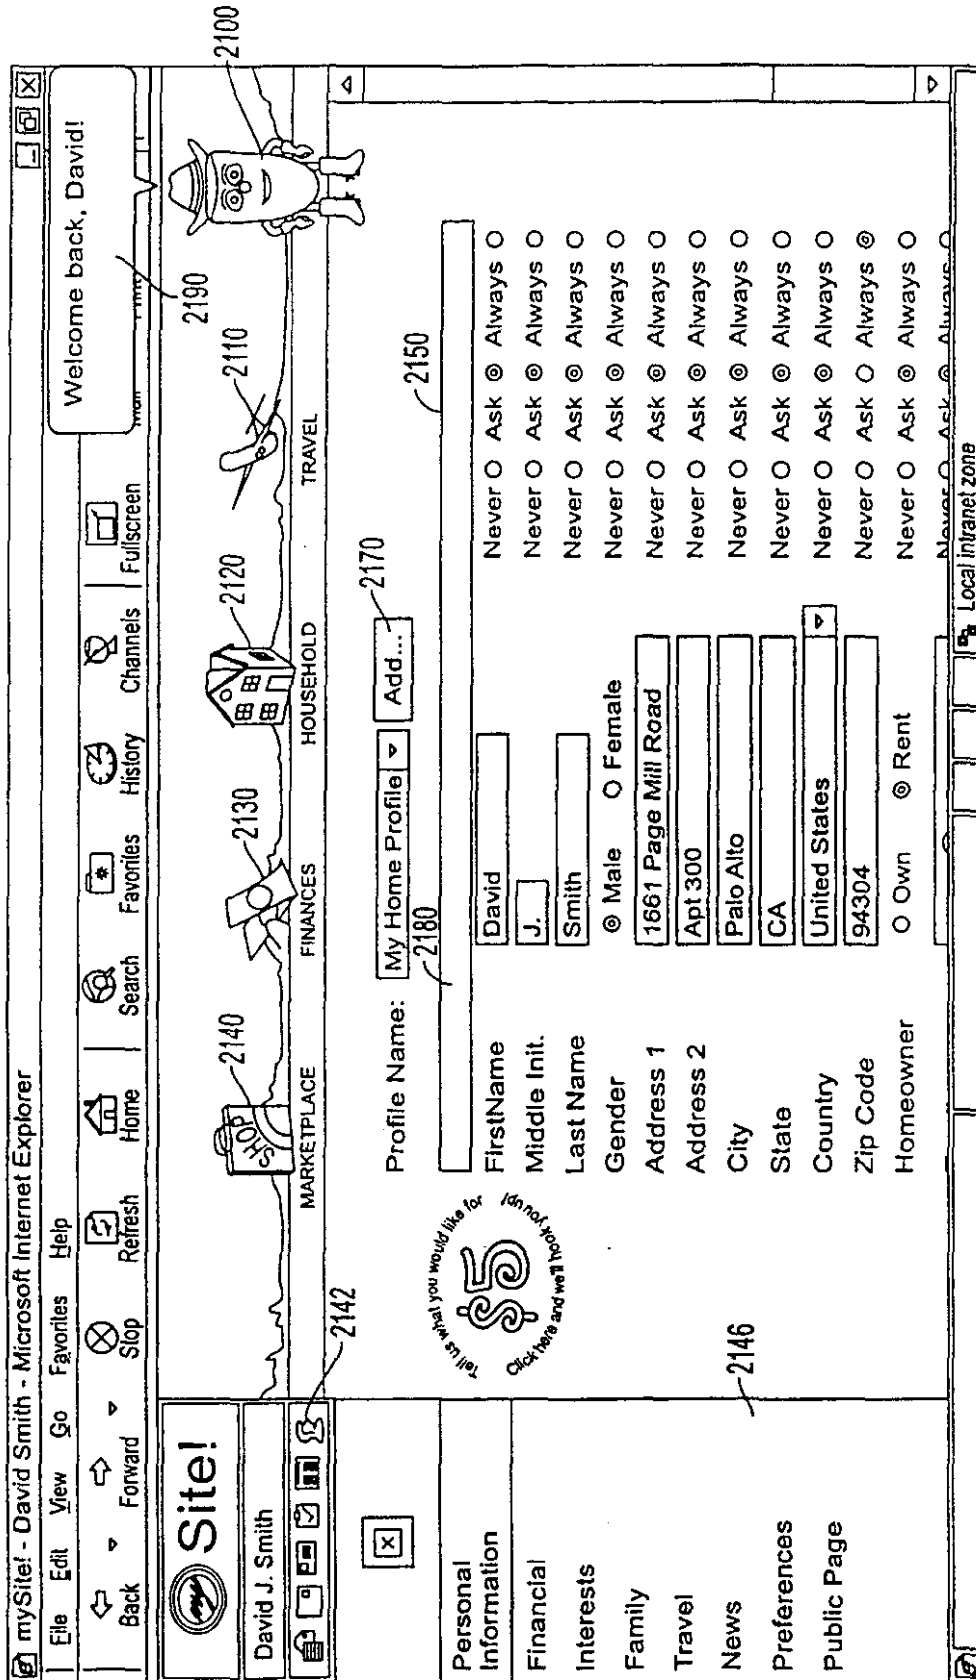 mySite! - David Smith - Microsoft Internet Explorer
File Edit View Go Favorites Help
Back Forward Stop Refresh Home Search Favorites History Channels Fullscreen Mail
Welcome back, David!
2190
2100
my Site!
David J. Smith
2142
SHOP
2140
2130
2120
2110
MARKETPLACE FINANCES HOUSEHOLD TRAVEL
Personal
Information
Financial
Interests
Family
Travel
News
Preferences
Public Page
2146
Tell us what you would like for
$5
Click here and we'll hook you up!
Profile Name: My Home Profile Add...
2170
2180
2150
FirstName David Never Ask Always
Middle Init. J. Never Ask Always
Last Name Smith Never Ask Always
Gender Male Female Never Ask Always
Address 1 1661 Page Mill Road Never Ask Always
Address 2 Apt 300 Never Ask Always
City Palo Alto Never Ask Always
State CA Never Ask Always
Country United States Never Ask Always
Zip Code 94304 Never Ask Always
Homeowner Own Rent Never Ask Always
Never Ask Always
Local intranet zone